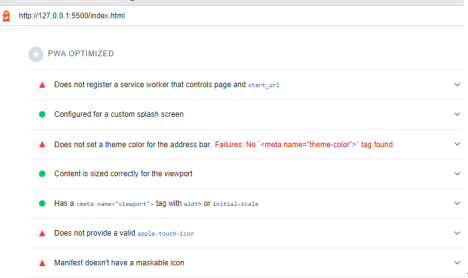 http://127.0.0.1:5500/index.html
PWA OPTIMIZED
Does not register a service worker that controls page and start_url
Configured for a custom splash screen
Does not set a theme color for the address bar. Failures: No `<meta name="theme-color">` tag found.
Content is sized correctly for the viewport
Has a <meta name="viewport"> tag with width or initial-scale
Does not provide a valid apple-touch-icon
Manifest doesn't have a maskable icon